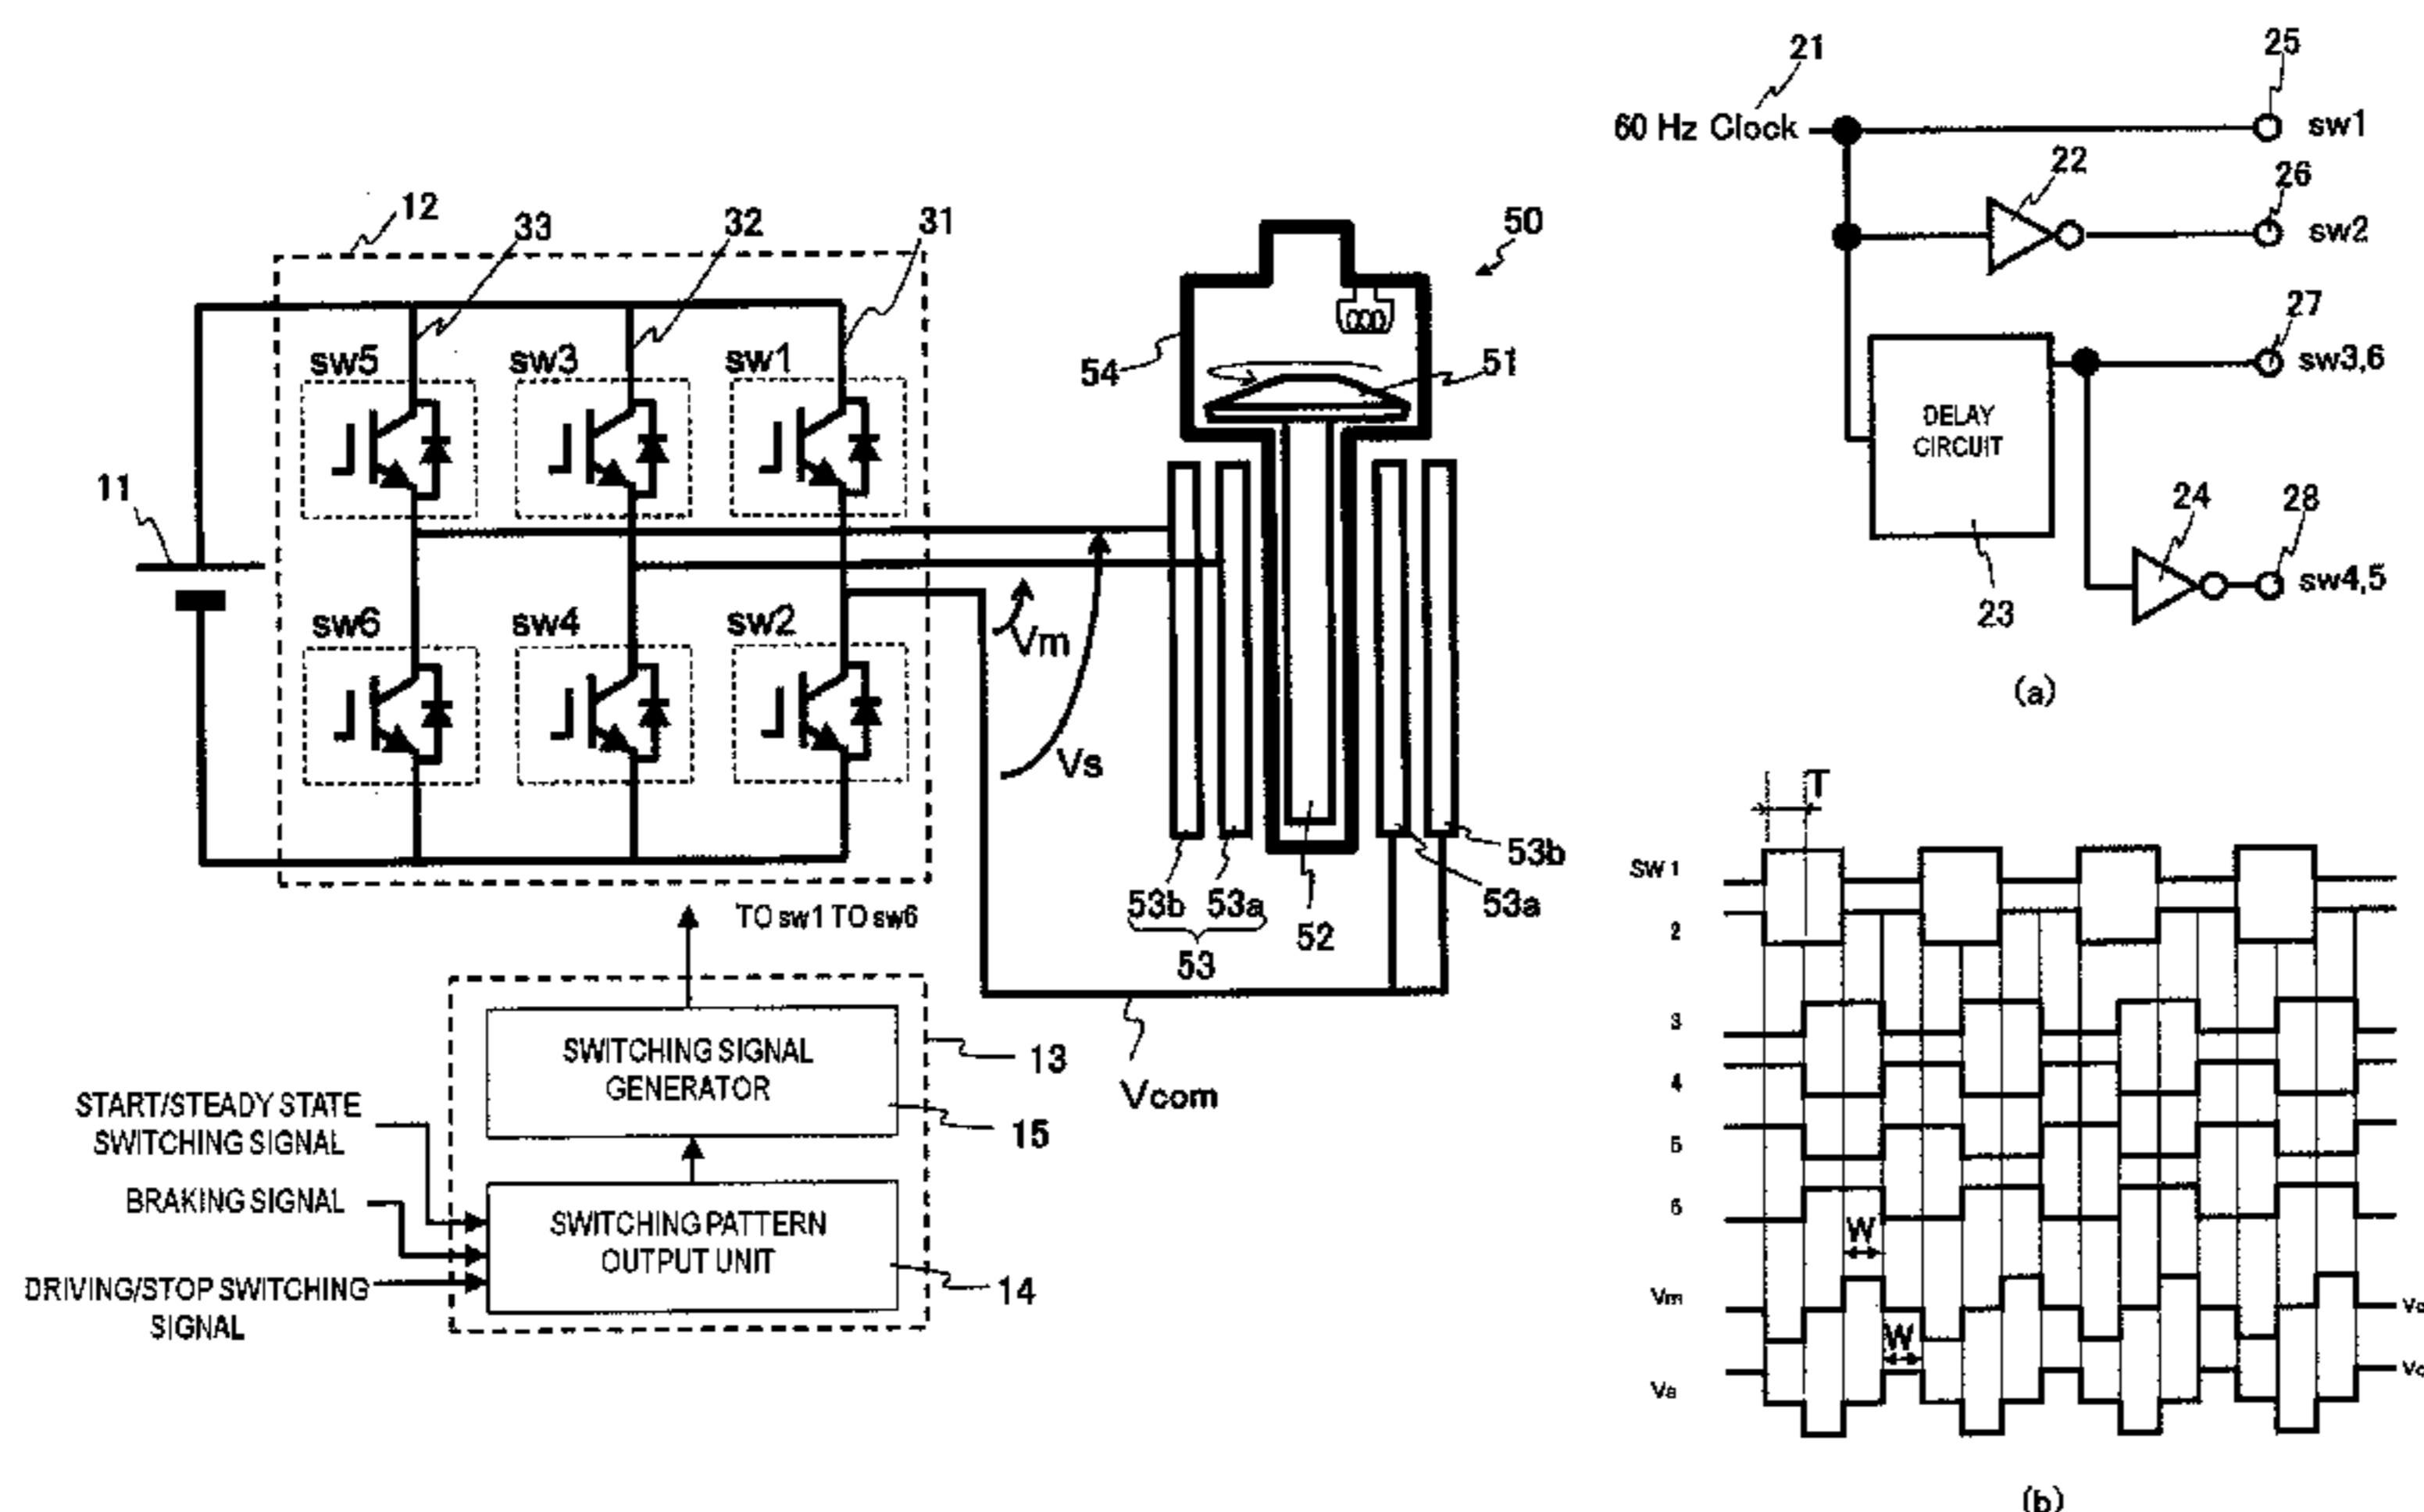 12
33
32
31
sw5
sw3
sw1
11
sw6
sw4
sw2
Vm
Vs
50
54
51
53b
53a
53
52
53a
53b
Vcom
TO sw1 TO sw6
SWITCHING SIGNAL
GENERATOR
13
15
START/STEADY STATE
SWITCHING SIGNAL
BRAKING SIGNAL
DRIVING/STOP SWITCHING
SIGNAL
SWITCHING PATTERN
OUTPUT UNIT
14
21
25
60 Hz Clock
sw1
22
26
sw2
27
sw3,6
DELAY
CIRCUIT
23
24
28
sw4,5
(a)
T
SW 1
2
3
4
5
6
W
Vm
W
(b)